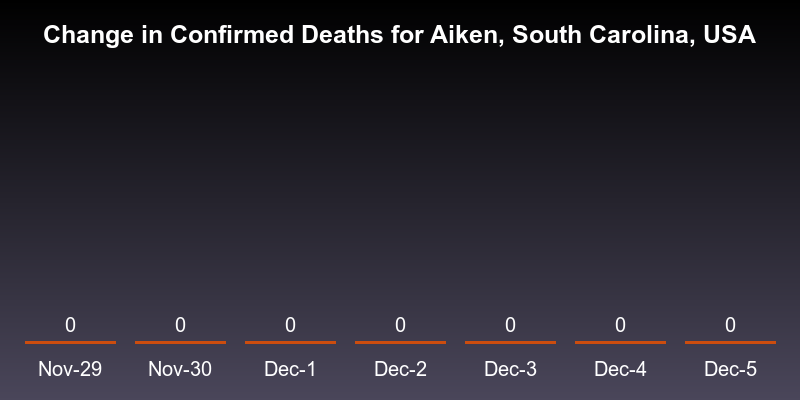 Change in Confirmed Deaths for Aiken, South Carolina, USA
0 0 0 0 0 0 0
Nov-29 Nov-30 Dec-1 Dec-2 Dec-3 Dec-4 Dec-5